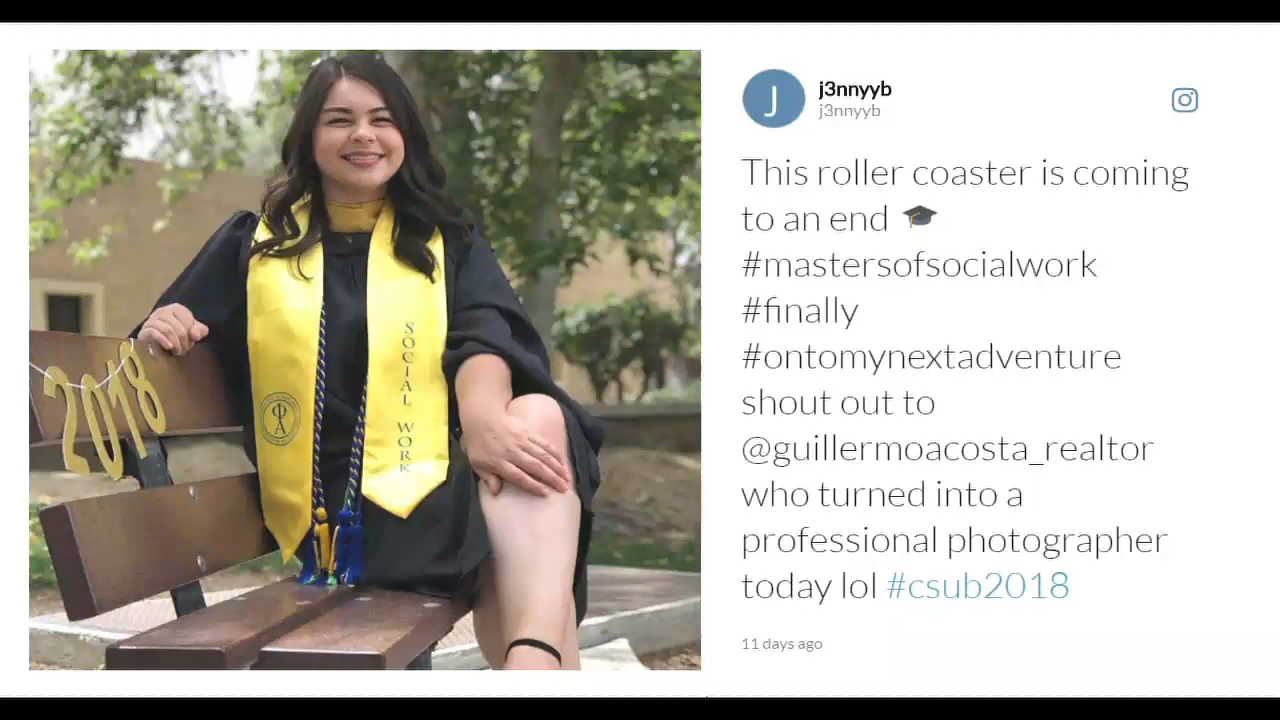 j3nnyyb
j3nnyyb
This roller coaster is coming
to an end 🎓
#mastersofsocialwork
#finally
#ontomynextadventure
shout out to
@guillermoacosta_realtor
who turned into a
professional photographer
today lol #csub2018
11 days ago
J
2018
SOCIAL WORK
ΦΑ